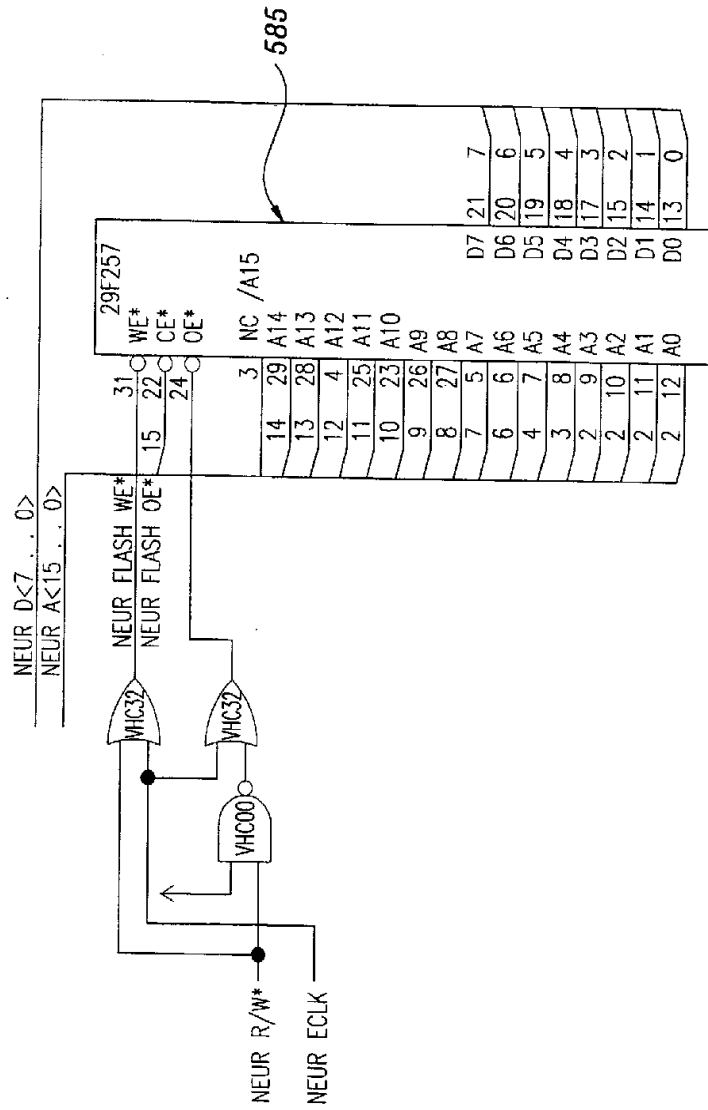 NEUR D<7 . . . 0>
NEUR A<15 . . . 0>
585
29F257
NEUR FLASH WE*
NEUR FLASH OE*
31 WE*
15 22 CE*
24 OE*
VHC32
VHC32
VHC00
NEUR R/W*
NEUR ECLK
3 NC /A15
14 29 A14
13 28 A13
12 4 A12
11 25 A11
10 23 A10
9 26 A9
8 27 A8
7 5 A7
6 6 A6
4 7 A5
3 8 A4
2 9 A3
2 10 A2
2 11 A1
2 12 A0
D7 21 7
D6 20 6
D5 19 5
D4 18 4
D3 17 3
D2 15 2
D1 14 1
D0 13 0